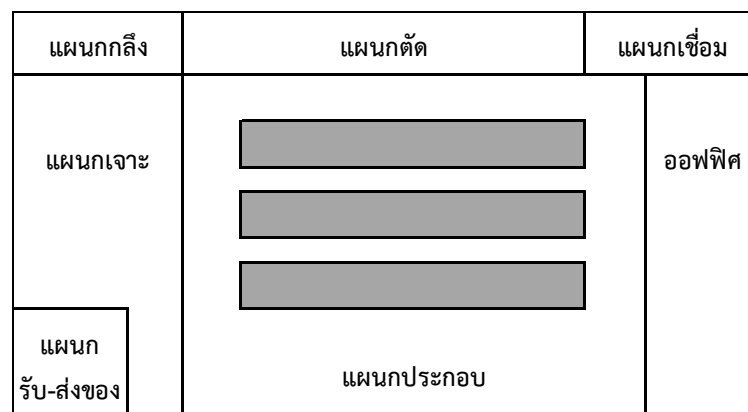 แผนกกลึง
แผนกตัด
แผนกเชื่อม
แผนกเจาะ
ออฟฟิศ
แผนก
รับ-ส่งของ
แผนกประกอบ